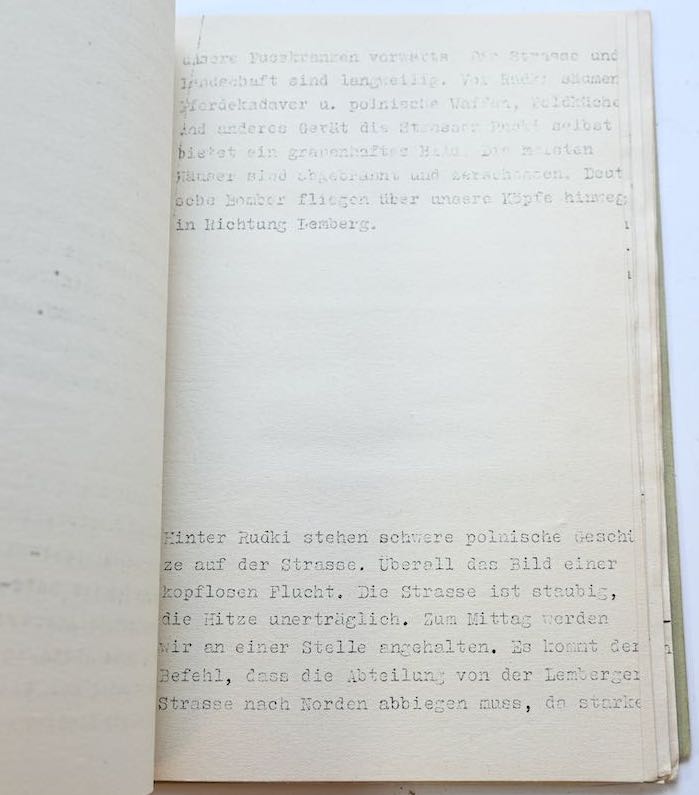 unsere Fusskranken vorwärts. Die Strasse und
Landschaft sind langweilig. Vor Rudki säumen
Pferdekadaver u. polnische Waffen, Feldküche
und anderes Gerät die Strassen Rudki selbst
bietet ein grauenhaftes Bild. Die meisten
Häuser sind abgebrannt und zerschossen. Deut
sche Bomber fliegen über unsere Köpfe hinweg
in Richtung Lemberg.
Hinter Rudki stehen schwere polnische Geschü
ze auf der Strasse. Überall das Bild einer
kopflosen Flucht. Die Strasse ist staubig,
die Hitze unerträglich. Zum Mittag werden
wir an einer Stelle angehalten. Es kommt der
Befehl, dass die Abteilung von der Lemberger
Strasse nach Norden abbiegen muss, da starke